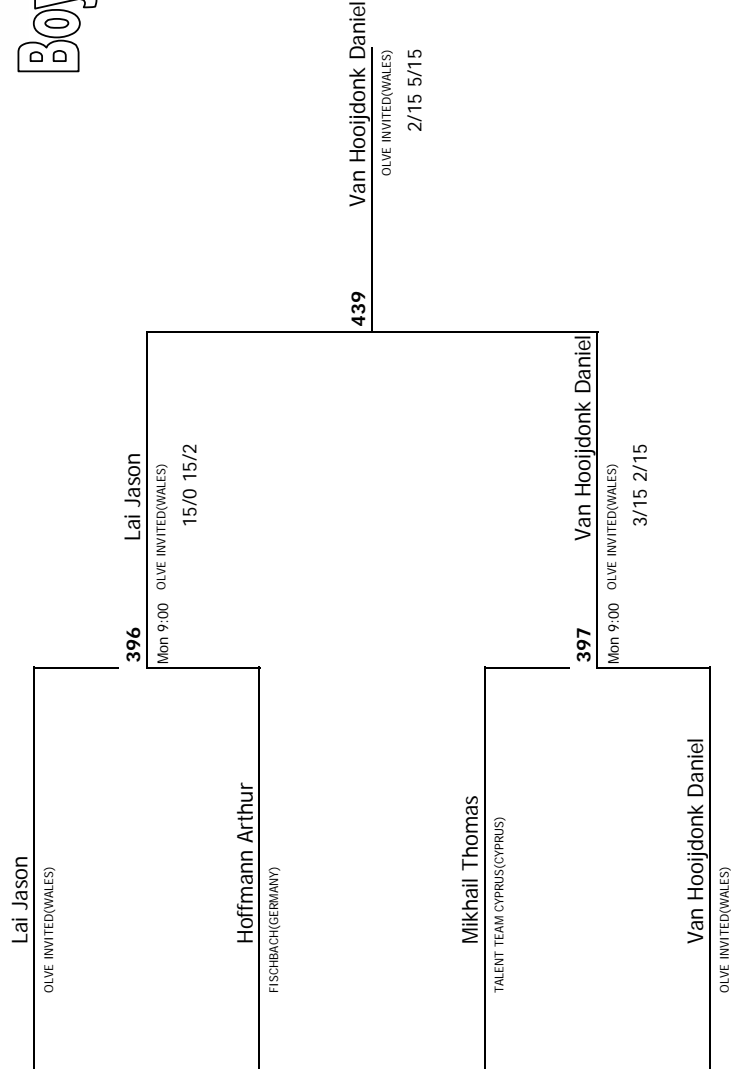 Boy
Lai Jason
OLVE INVITED(WALES)
Hoffmann Arthur
FISCHBACH(GERMANY)
Mikhail Thomas
TALENT TEAM CYPRUS(CYPRUS)
Van Hooijdonk Daniel
OLVE INVITED(WALES)
396 Lai Jason
Mon 9:00 OLVE INVITED(WALES)
15/0 15/2
397 Van Hooijdonk Daniel
Mon 9:00 OLVE INVITED(WALES)
3/15 2/15
439 Van Hooijdonk Daniel
OLVE INVITED(WALES)
2/15 5/15